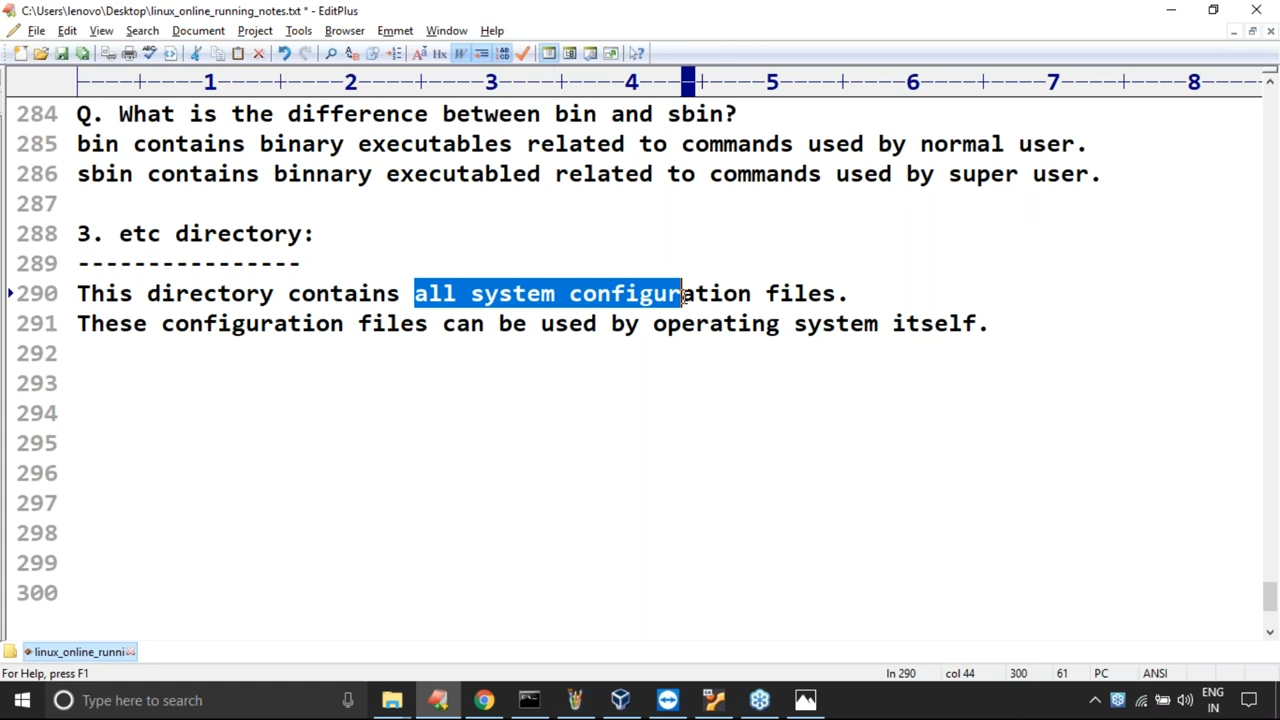 C:\Users\lenovo\Desktop\linux_online_running_notes.txt * - EditPlus
File Edit View Search Document Project Tools Browser Emmet Window Help
1 2 3 4 5 6 7 8
284 Q. What is the difference between bin and sbin?
285 bin contains binary executables related to commands used by normal user.
286 sbin contains binnary executabled related to commands used by super user.
287
288 3. etc directory:
289 ----------------
290 This directory contains all system configuration files.
291 These configuration files can be used by operating system itself.
292
293
294
295
296
297
298
299
300
linux_online_runni
For Help, press F1 ln 290 col 44 300 61 PC ANSI
Type here to search ENG
IN